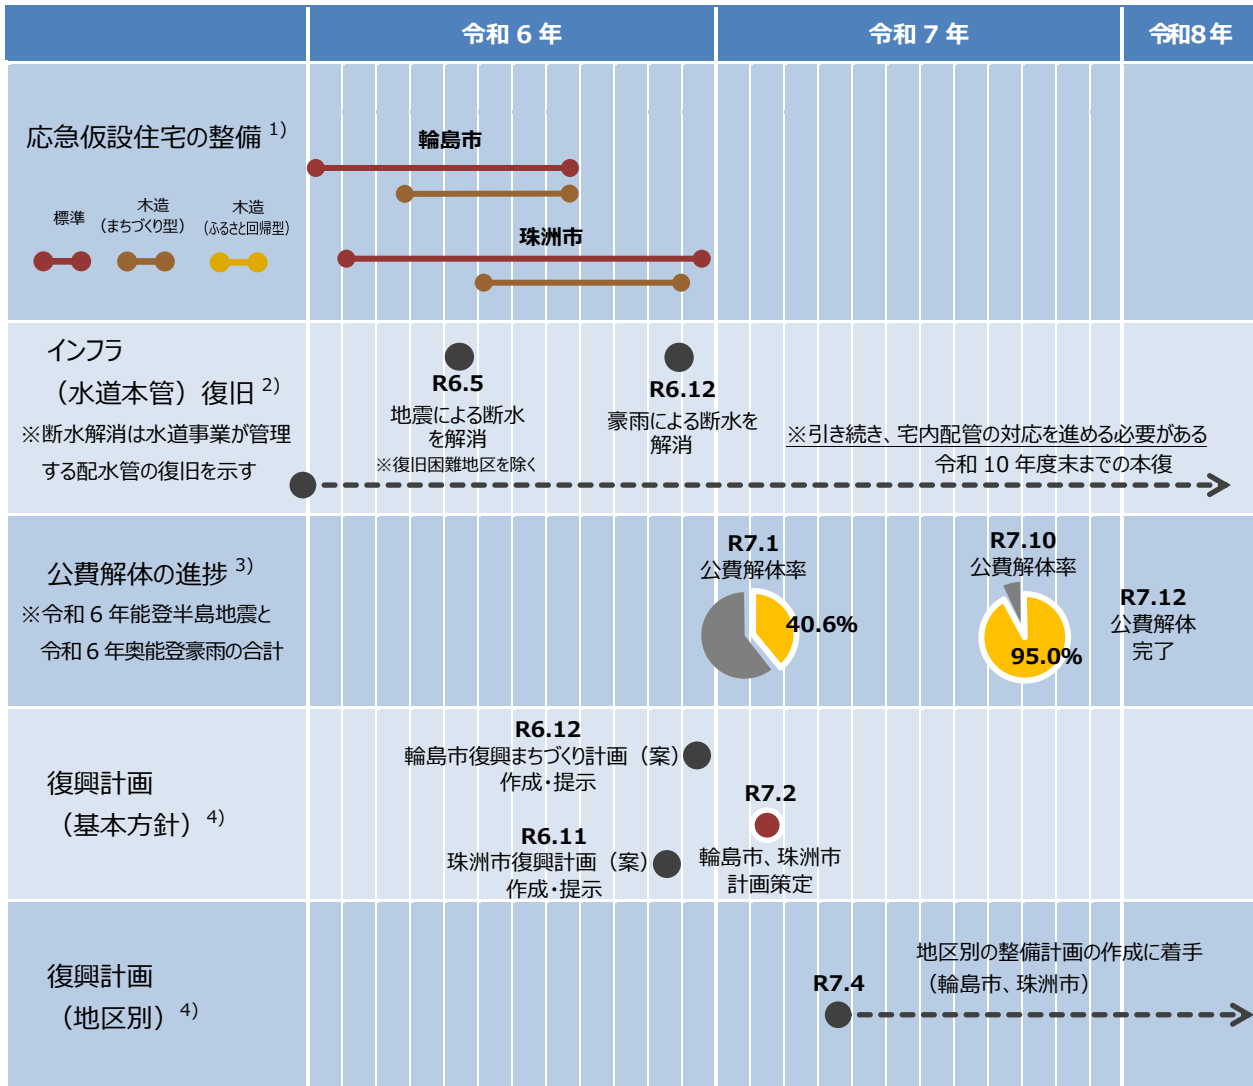 令和 6 年
令和 7 年
令和8 年
応急仮設住宅の整備 1)
標準
木造
(まちづくり型)
木造
(ふるさと回帰型)
輪島市
珠洲市
インフラ
（水道本管）復旧 2)
※断水解消は水道事業が管理
する配水管の復旧を示す
R6.5
地震による断水
を解消
※復旧困難地区を除く
R6.12
豪雨による断水を
解消
※引き続き、宅内配管の対応を進める必要がある
令和 10 年度末までの本復
公費解体の進捗 3)
※令和 6 年能登半島地震と
令和 6 年奥能登豪雨の合計
R7.1
公費解体率
40.6%
R7.10
公費解体率
95.0%
R7.12
公費解体
完了
復興計画
（基本方針）4)
R6.12
輪島市復興まちづくり計画（案）
作成・提示
R6.11
珠洲市復興計画（案）
作成・提示
R7.2
輪島市、珠洲市
計画策定
復興計画
（地区別）4)
R7.4
地区別の整備計画の作成に着手
（輪島市、珠洲市）